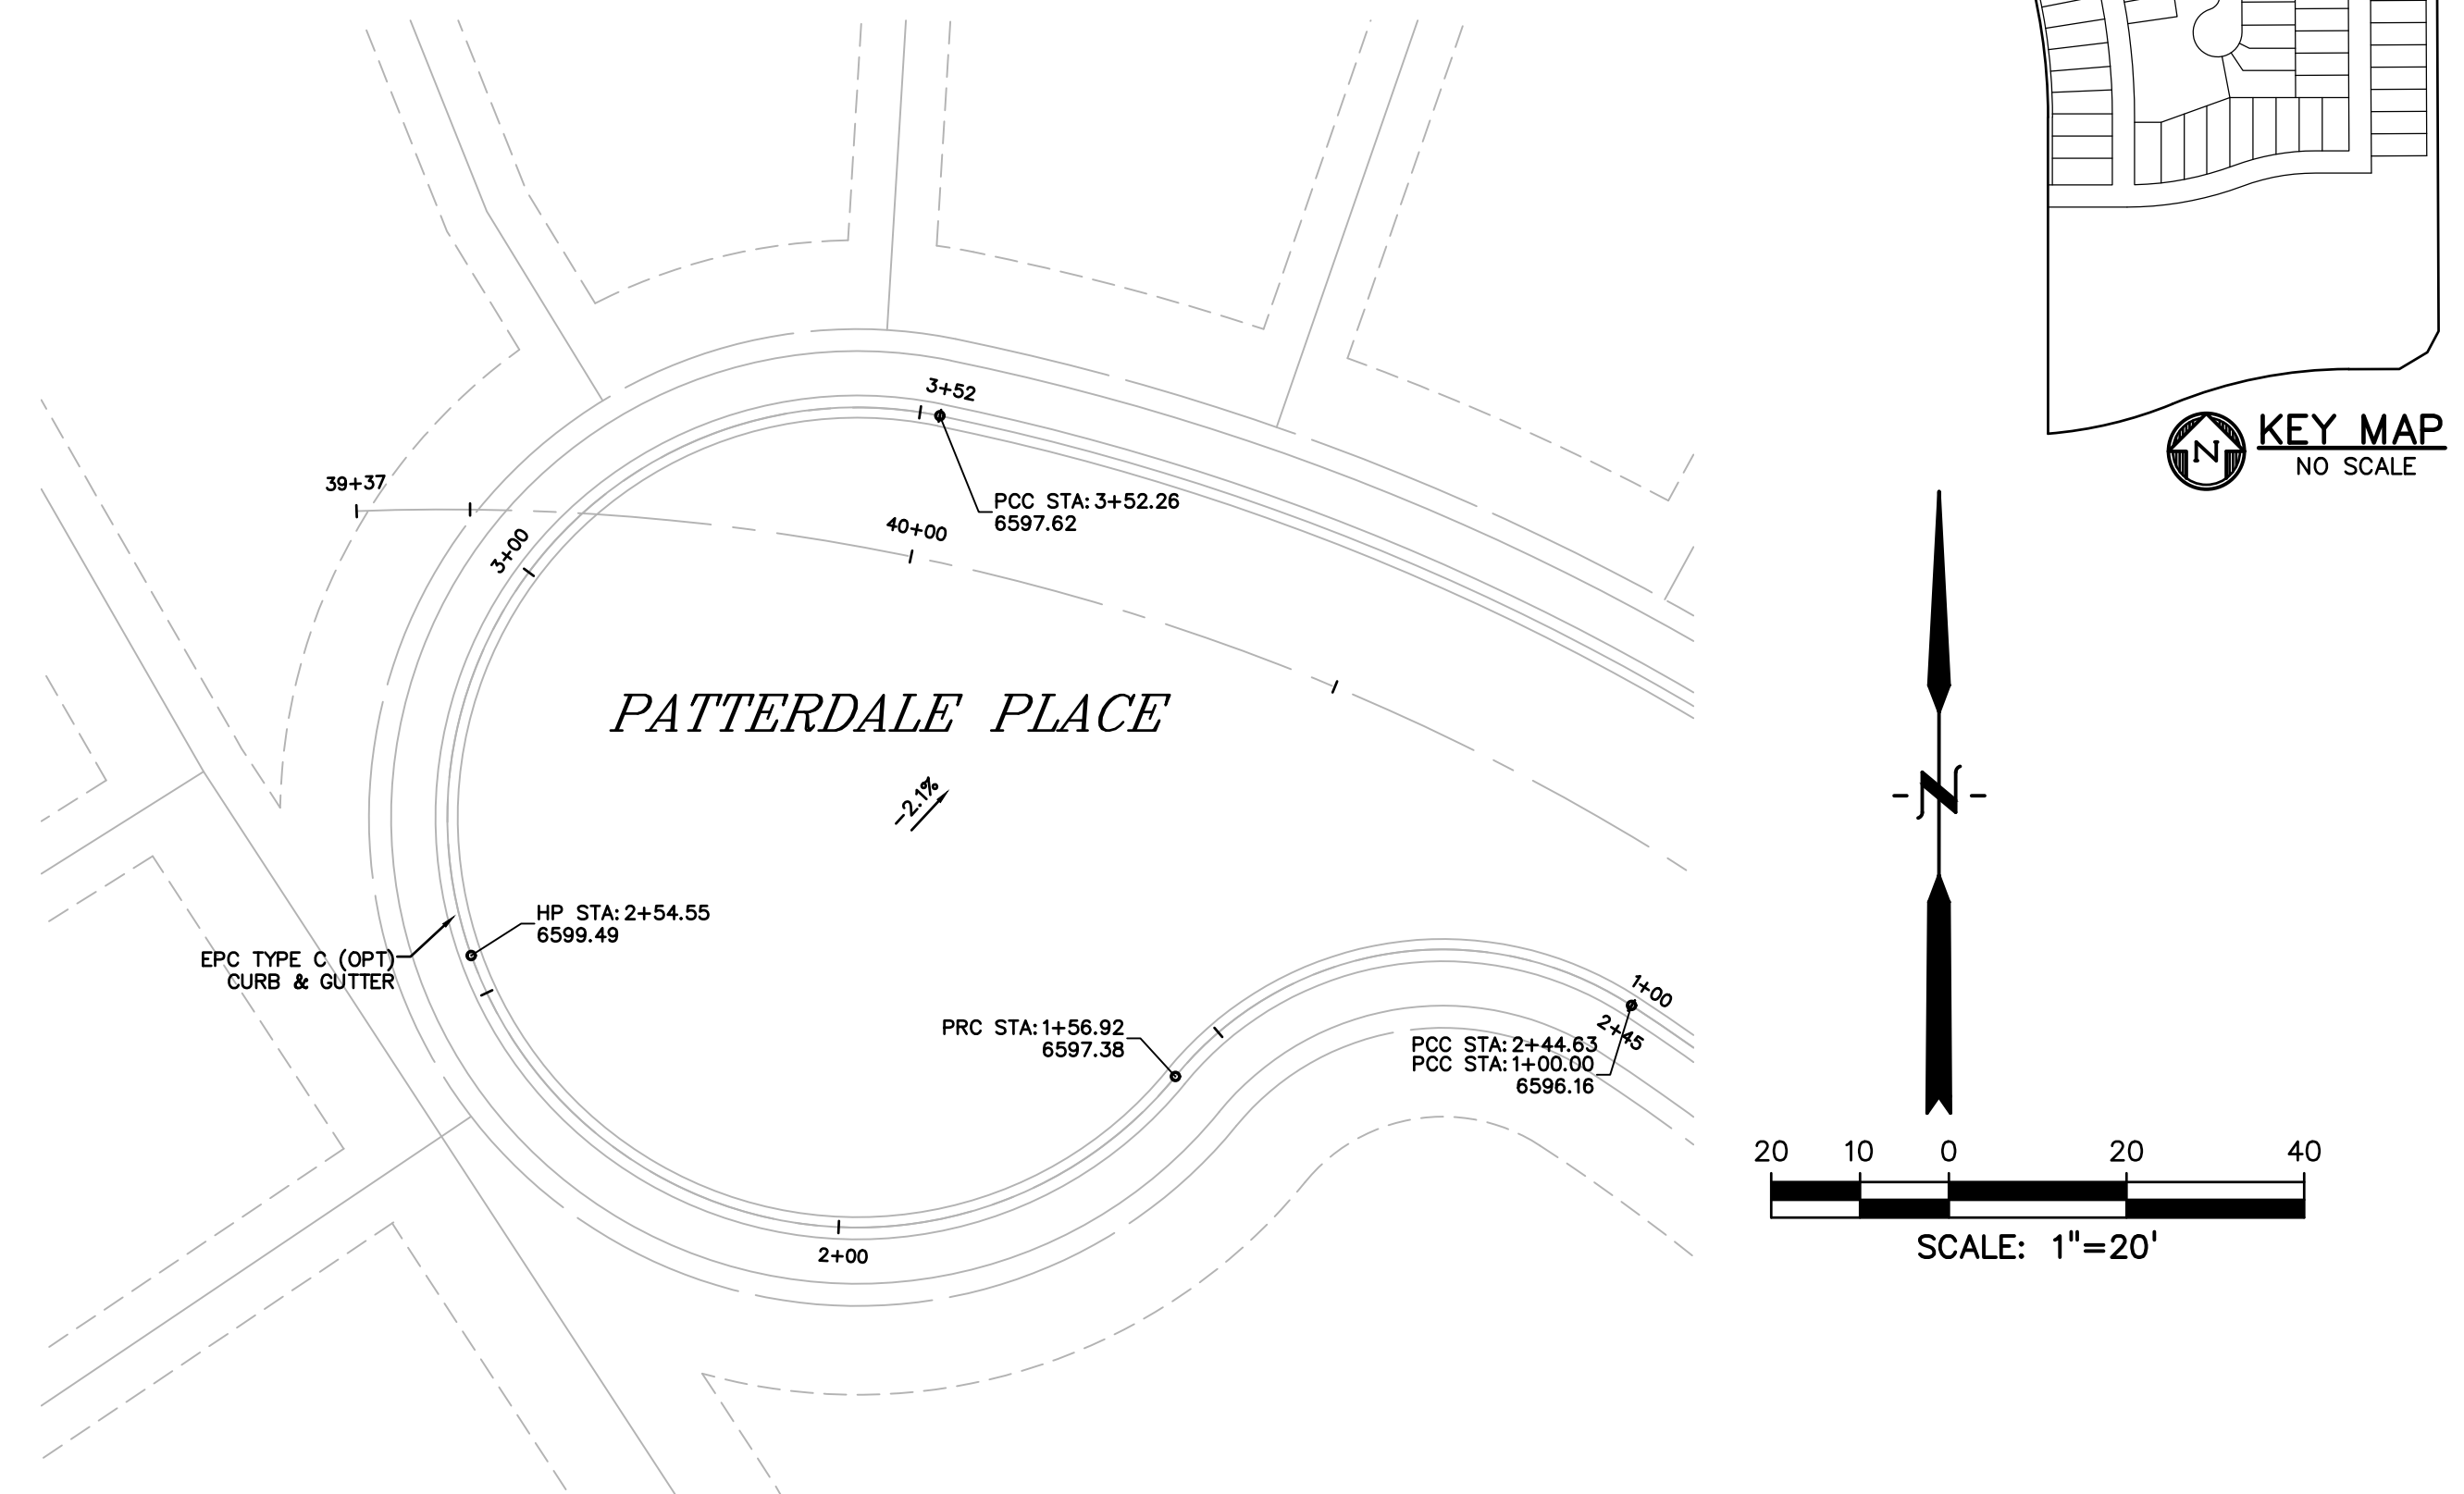 3+52
PCC STA: 3+52.26
6597.62
KEY MAP
NO SCALE
N
39+37
40+00
3+00
PATTERDALE PLACE
-2.1%
-N-
HP STA: 2+54.55
6599.49
EPC TYPE C (OPT)
CURB & GUTTER
PRC STA: 1+56.92
6597.38
1+00
2+45
PCC STA: 2+44.63
PCC STA: 1+00.00
6596.16
2+00
20 10 0 20 40
SCALE: 1"=20'